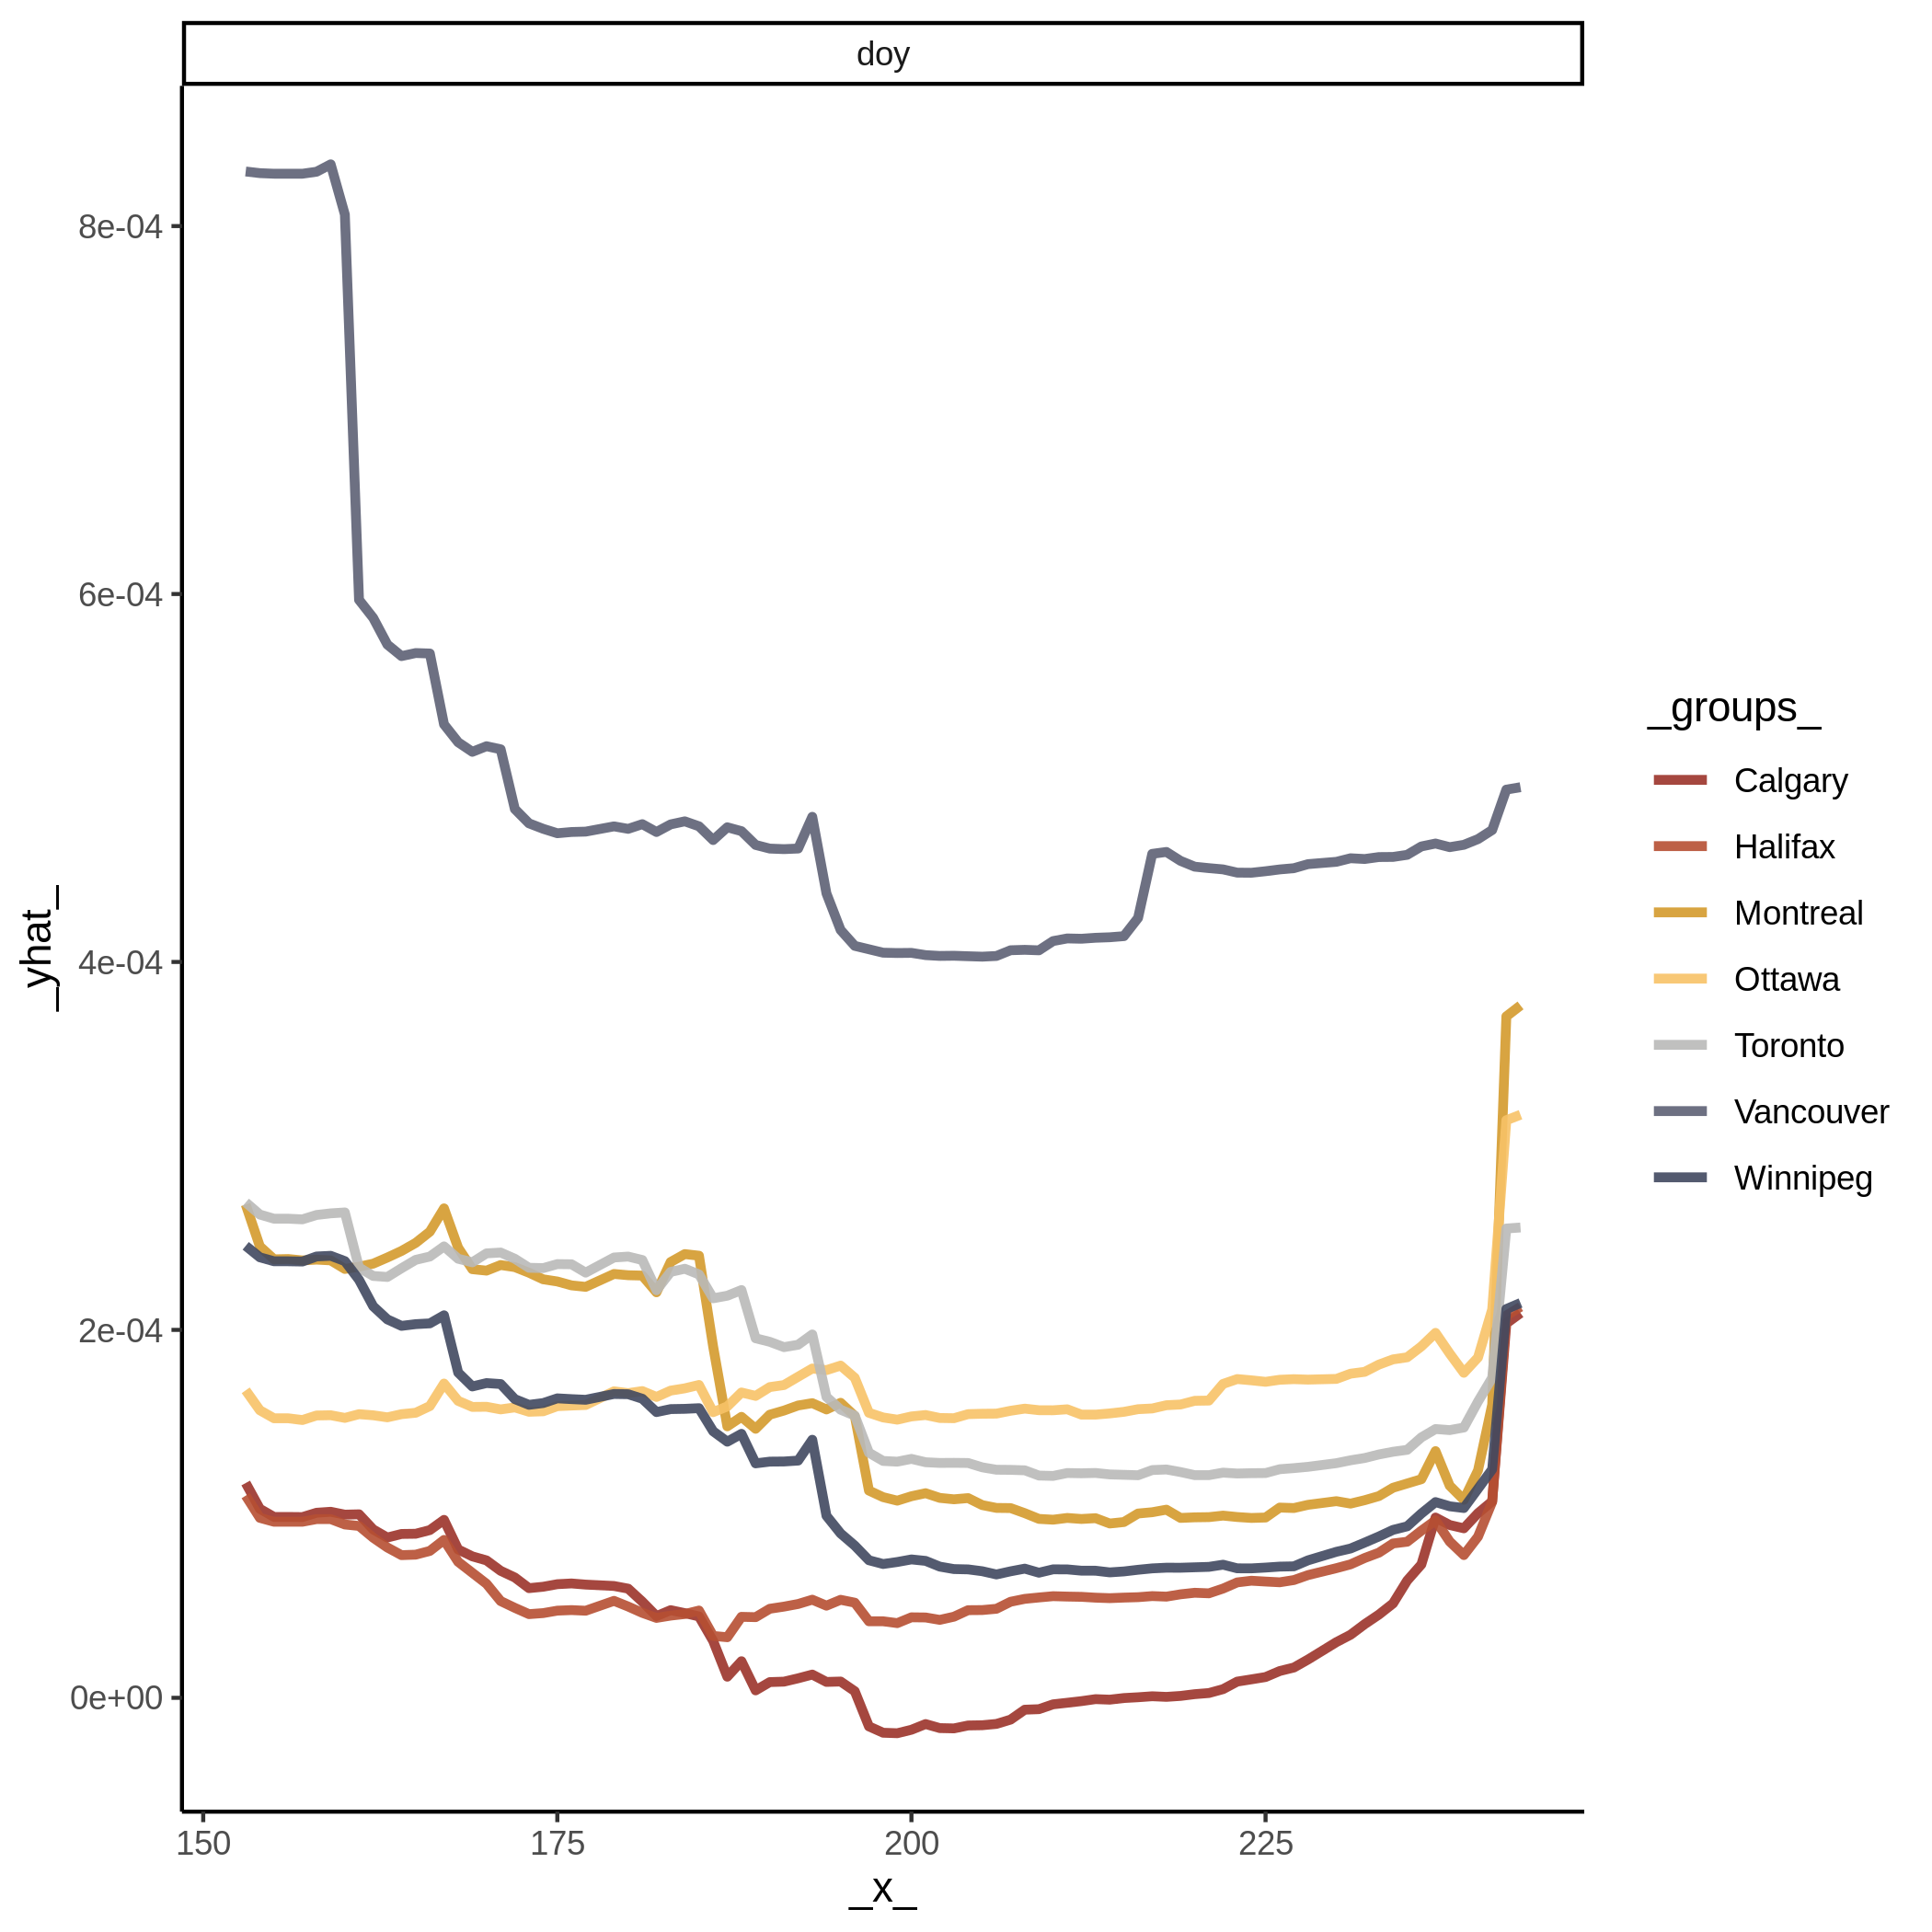 doy
8e-04
6e-04
4e-04
2e-04
0e+00
_yhat_
150 175 200 225
_x_
_groups_
Calgary
Halifax
Montreal
Ottawa
Toronto
Vancouver
Winnipeg